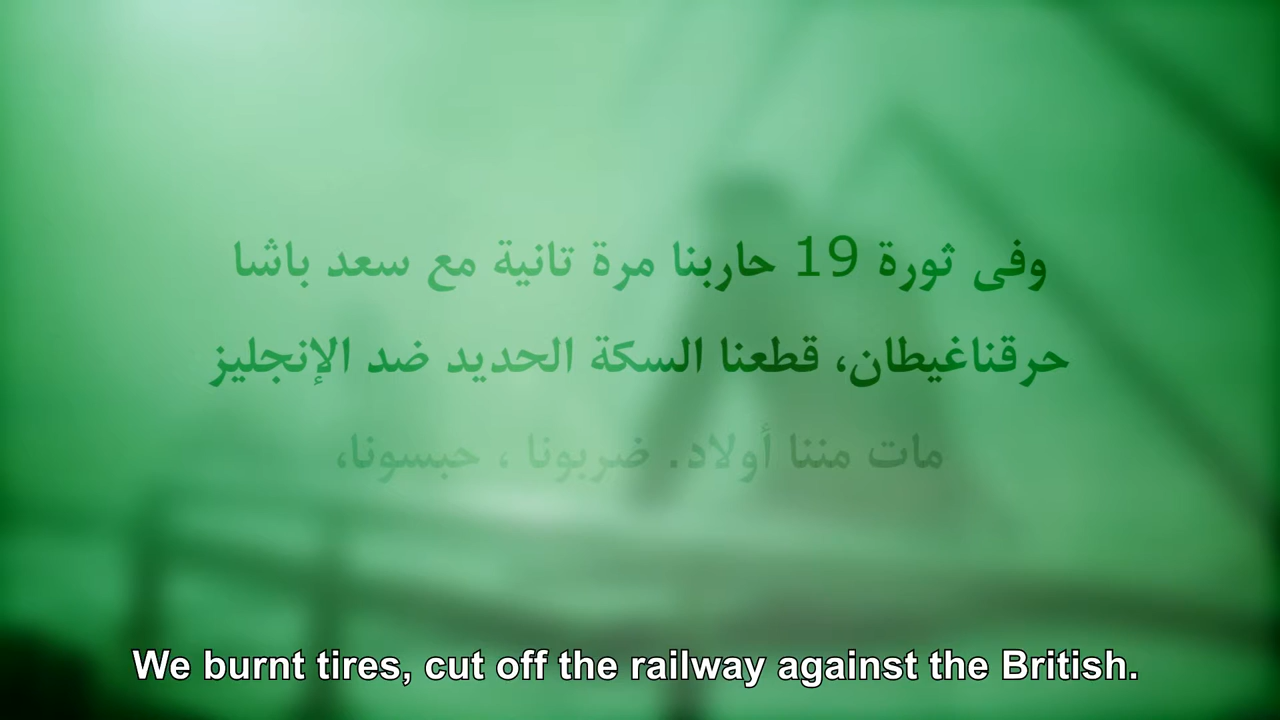 وفى ثورة 19 حاربنا مرة تانية مع سعد باشا
حرقناغيطان، قطعنا السكة الحديد ضد الإنجليز
مات مننا أولاد. ضربونا ، حبسونا،
We burnt tires, cut off the railway against the British.